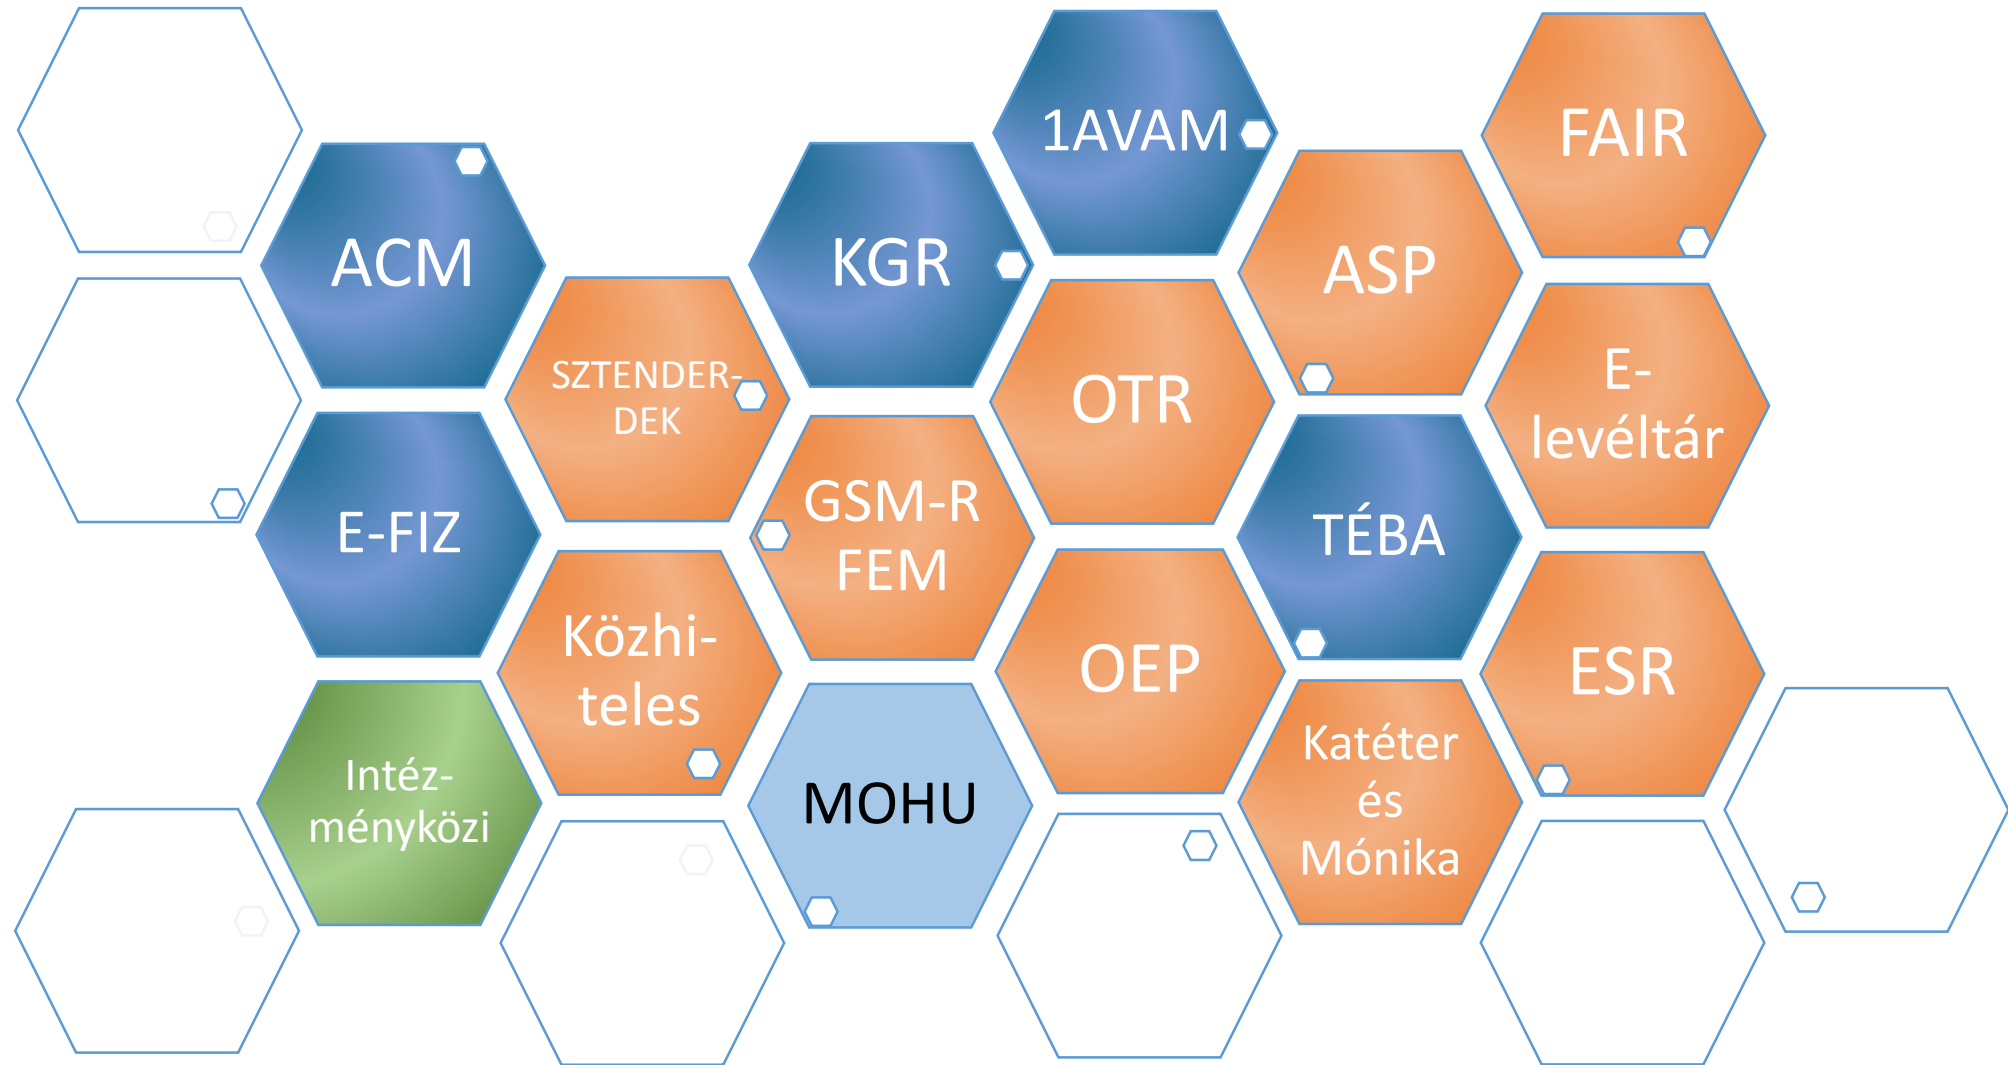 1AVAM
FAIR
ACM
KGR
ASP
SZTENDER-
DEK
OTR
E-
levéltár
E-FIZ
GSM-R
FEM
TÉBA
Közhi-
teles
OEP
ESR
Intéz-
ményközi
MOHU
Katéter
és
Mónika